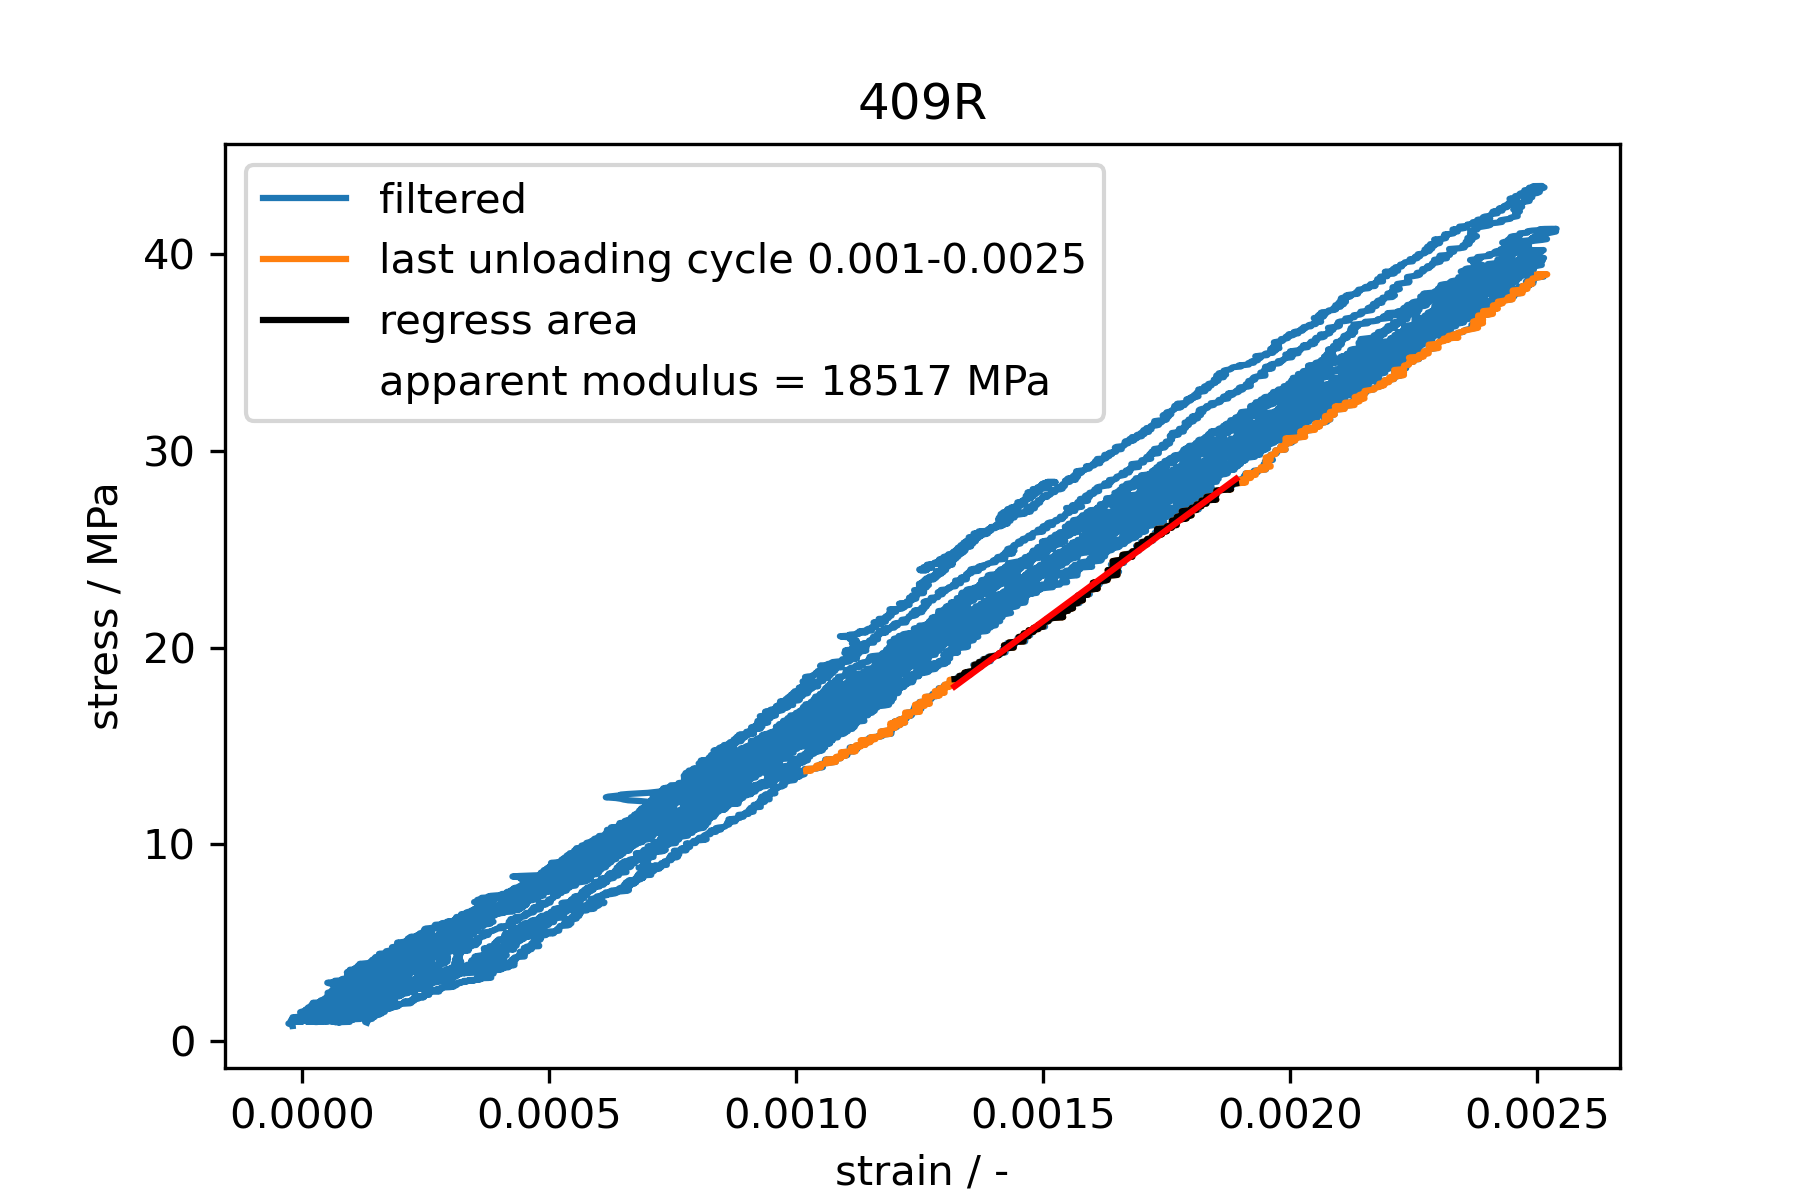 409R
filtered
last unloading cycle 0.001-0.0025
regress area
apparent modulus = 18517 MPa
stress / MPa
40
30
20
10
0
0.0000 0.0005 0.0010 0.0015 0.0020 0.0025
strain / -